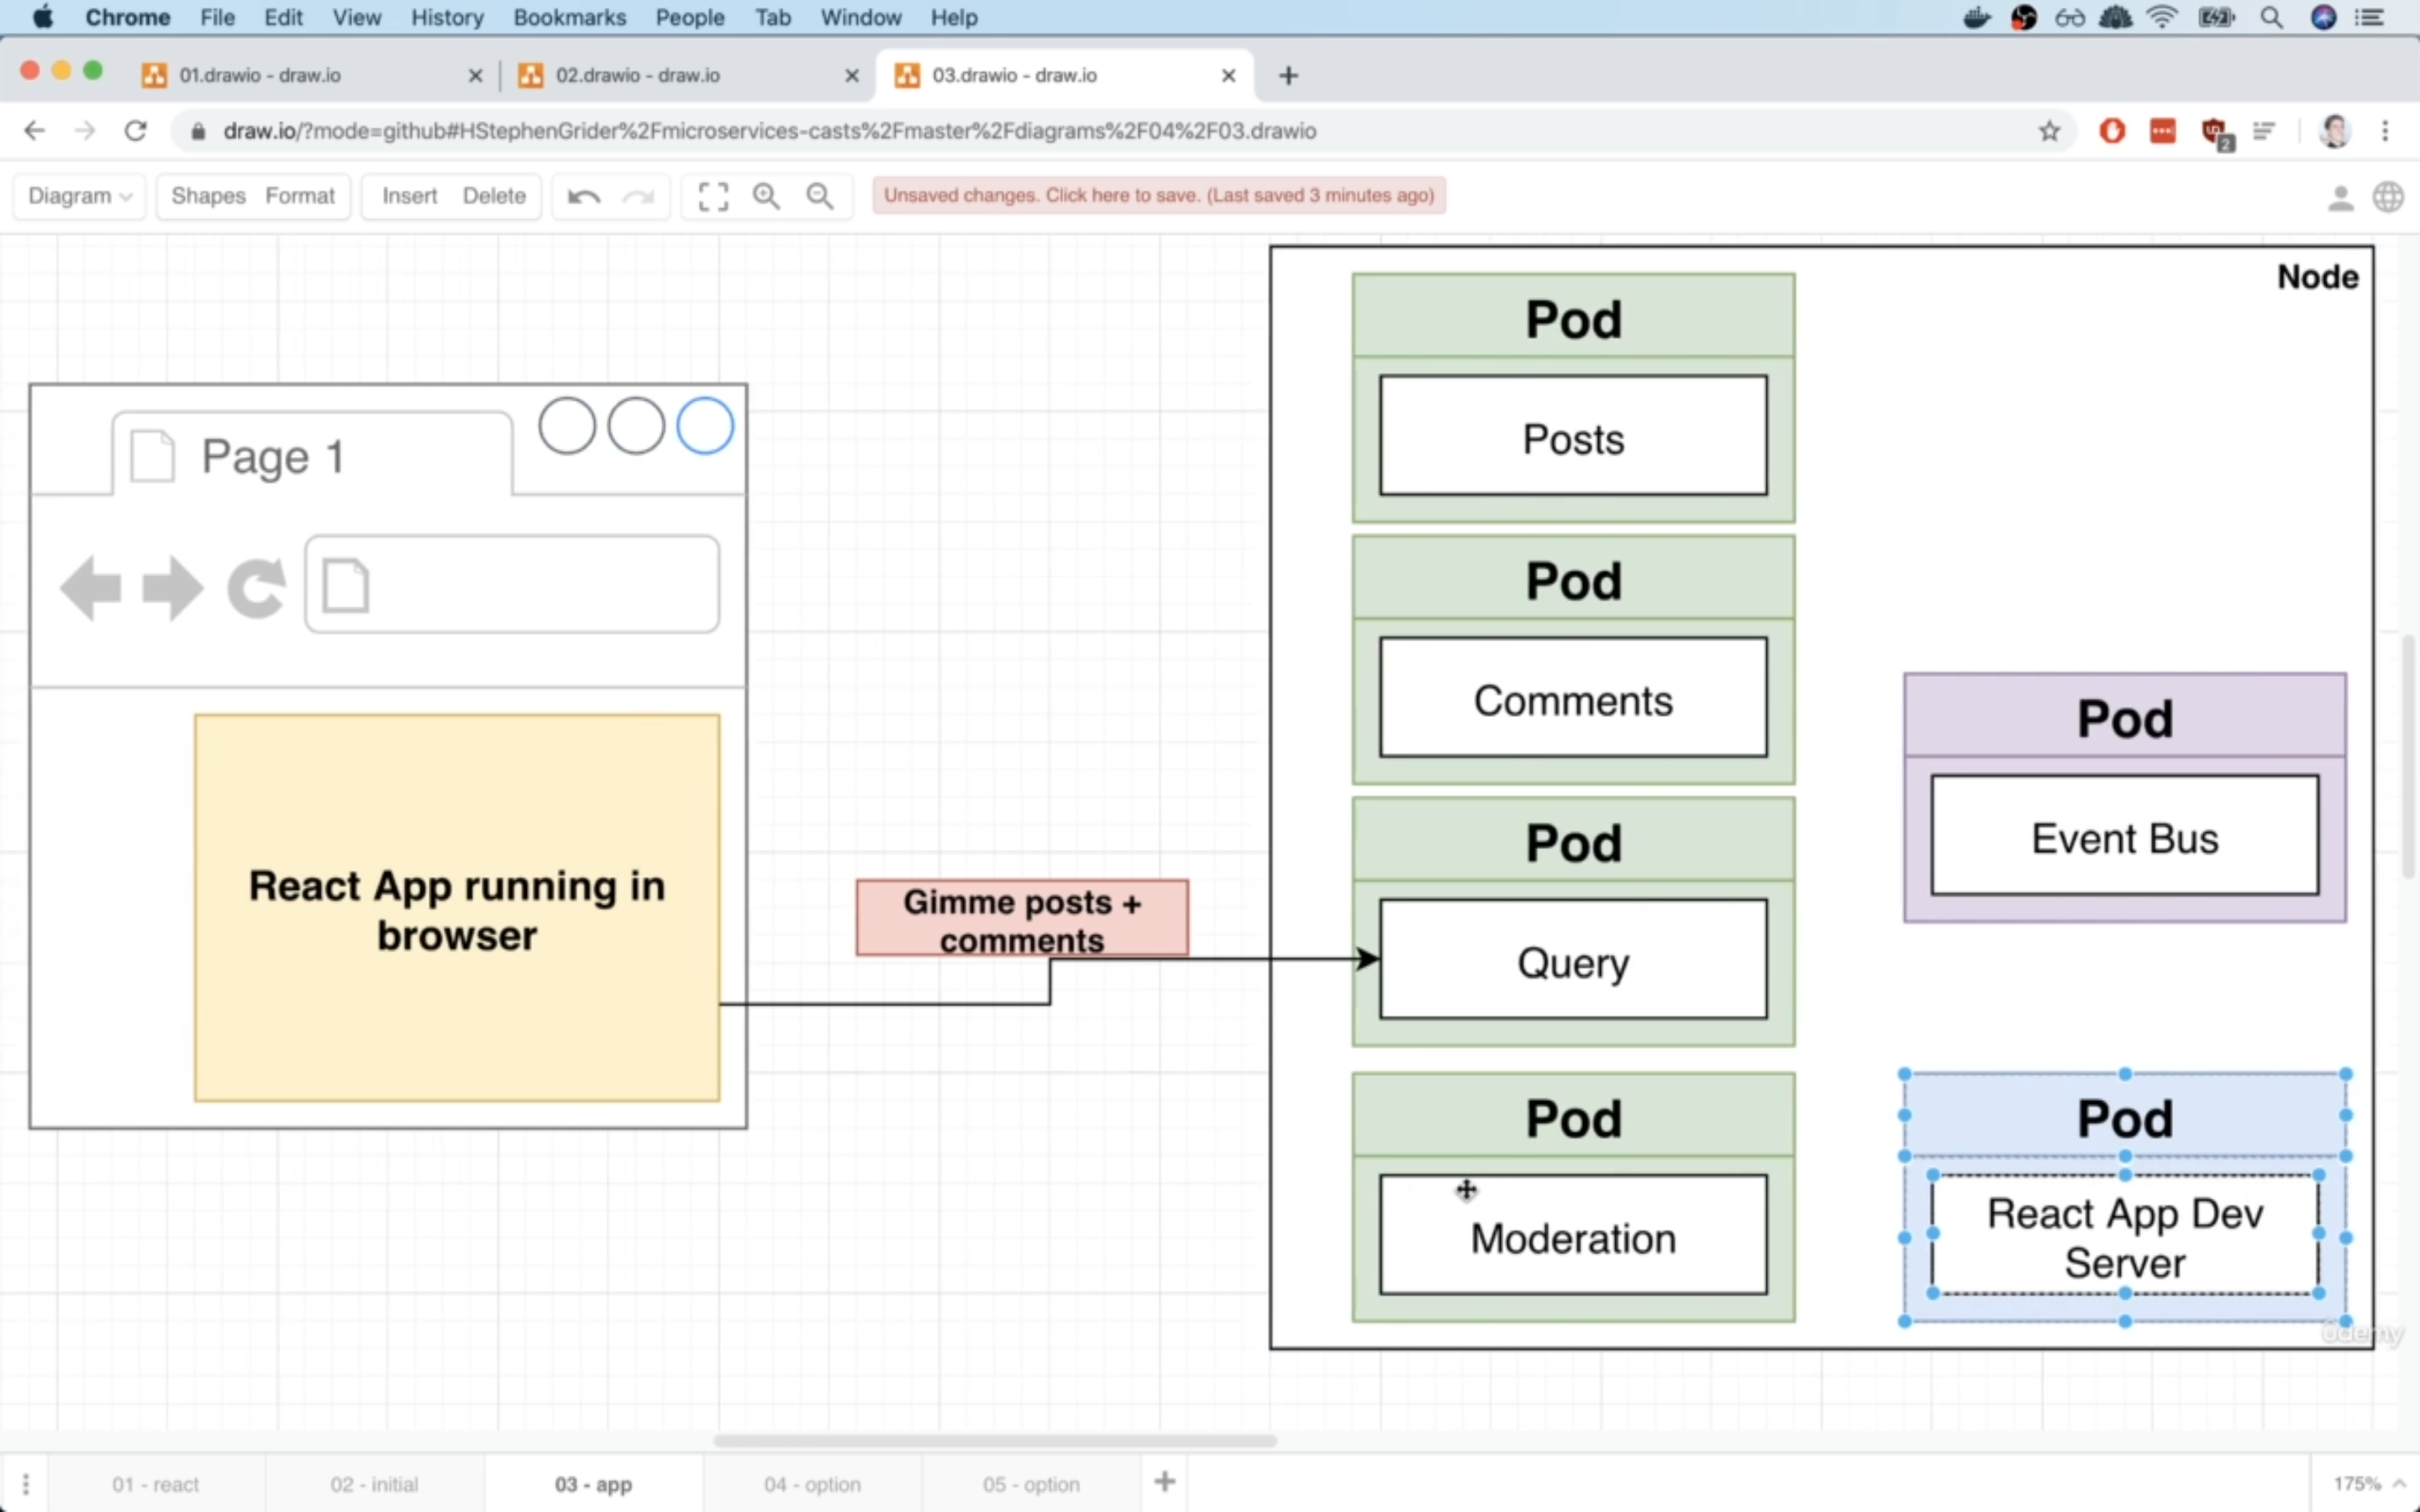 Chrome File Edit View History Bookmarks People Tab Window Help
01.drawio - draw.io
02.drawio - draw.io
03.drawio - draw.io
draw.io/?mode=github#HStephenGrider%2Fmicroservices-casts%2Fmaster%2Fdiagrams%2F04%2F03.drawio
2
Diagram Shapes Format Insert Delete
Unsaved changes. Click here to save. (Last saved 3 minutes ago)
Node
Page 1
React App running in
browser
Gimme posts +
comments
Pod
Posts
Pod
Comments
Pod
Query
Pod
Moderation
Pod
Event Bus
Pod
React App Dev
Server
ûdemy
01 - react
02 - initial
03 - app
04 - option
05 - option
175%